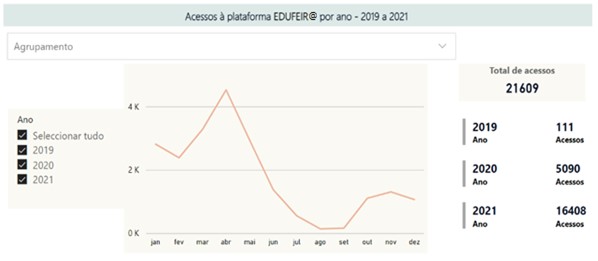 Acessos à plataforma EDUFEIR@ por ano - 2019 a 2021
Agrupamento
Total de acessos
21609
Ano
Seleccionar tudo
2019
2020
2021
4 K
2 K
0 K
jan fev mar abr mai jun jul ago set out nov dez
2019 111
Ano Acessos
2020 5090
Ano Acessos
2021 16408
Ano Acessos